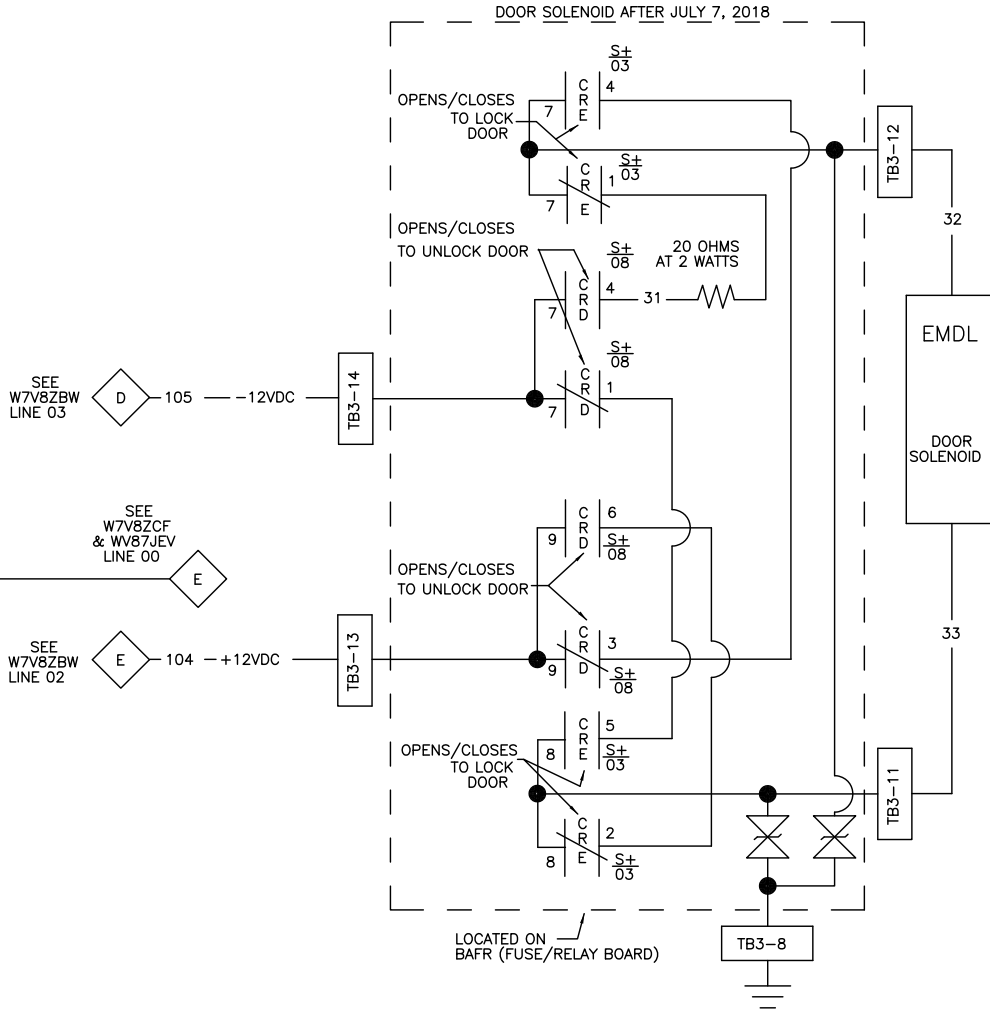 DOOR SOLENOID AFTER JULY 7, 2018
S+
03
C
R
E
4
7
OPENS/CLOSES
TO LOCK
DOOR
S+
03
C
R
E
1
7
TB3-12
32
OPENS/CLOSES
TO UNLOCK DOOR
S+
08
C
R
D
4
7
31
20 OHMS
AT 2 WATTS
EMDL
DOOR
SOLENOID
S+
08
C
R
D
1
7
SEE
W7V8ZBW
LINE 03
D
105
-12VDC
TB3-14
SEE
W7V8ZCF
& WV87JEV
LINE 00
E
C
R
D
6
9
S+
08
OPENS/CLOSES
TO UNLOCK DOOR
SEE
W7V8ZBW
LINE 02
E
104
+12VDC
TB3-13
C
R
D
3
9
S+
08
33
C
R
E
5
8
S+
03
OPENS/CLOSES
TO LOCK
DOOR
C
R
E
2
8
S+
03
TB3-11
LOCATED ON
BAFR (FUSE/RELAY BOARD)
TB3-8